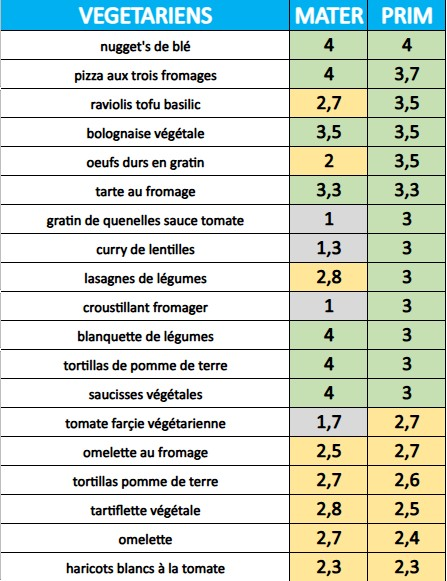 VEGETARIENS MATER PRIM
nugget's de blé 4 4
pizza aux trois fromages 4 3,7
raviolis tofu basilic 2,7 3,5
bolognaise végétale 3,5 3,5
oeufs durs en gratin 2 3,5
tarte au fromage 3,3 3,3
gratin de quenelles sauce tomate 1 3
curry de lentilles 1,3 3
lasagnes de légumes 2,8 3
croustillant fromager 1 3
blanquette de légumes 4 3
tortillas de pomme de terre 4 3
saucisses végétales 4 3
tomate farçie végétarienne 1,7 2,7
omelette au fromage 2,5 2,7
tortillas pomme de terre 2,7 2,6
tartiflette végétale 2,8 2,5
omelette 2,7 2,4
haricots blancs à la tomate 2,3 2,3